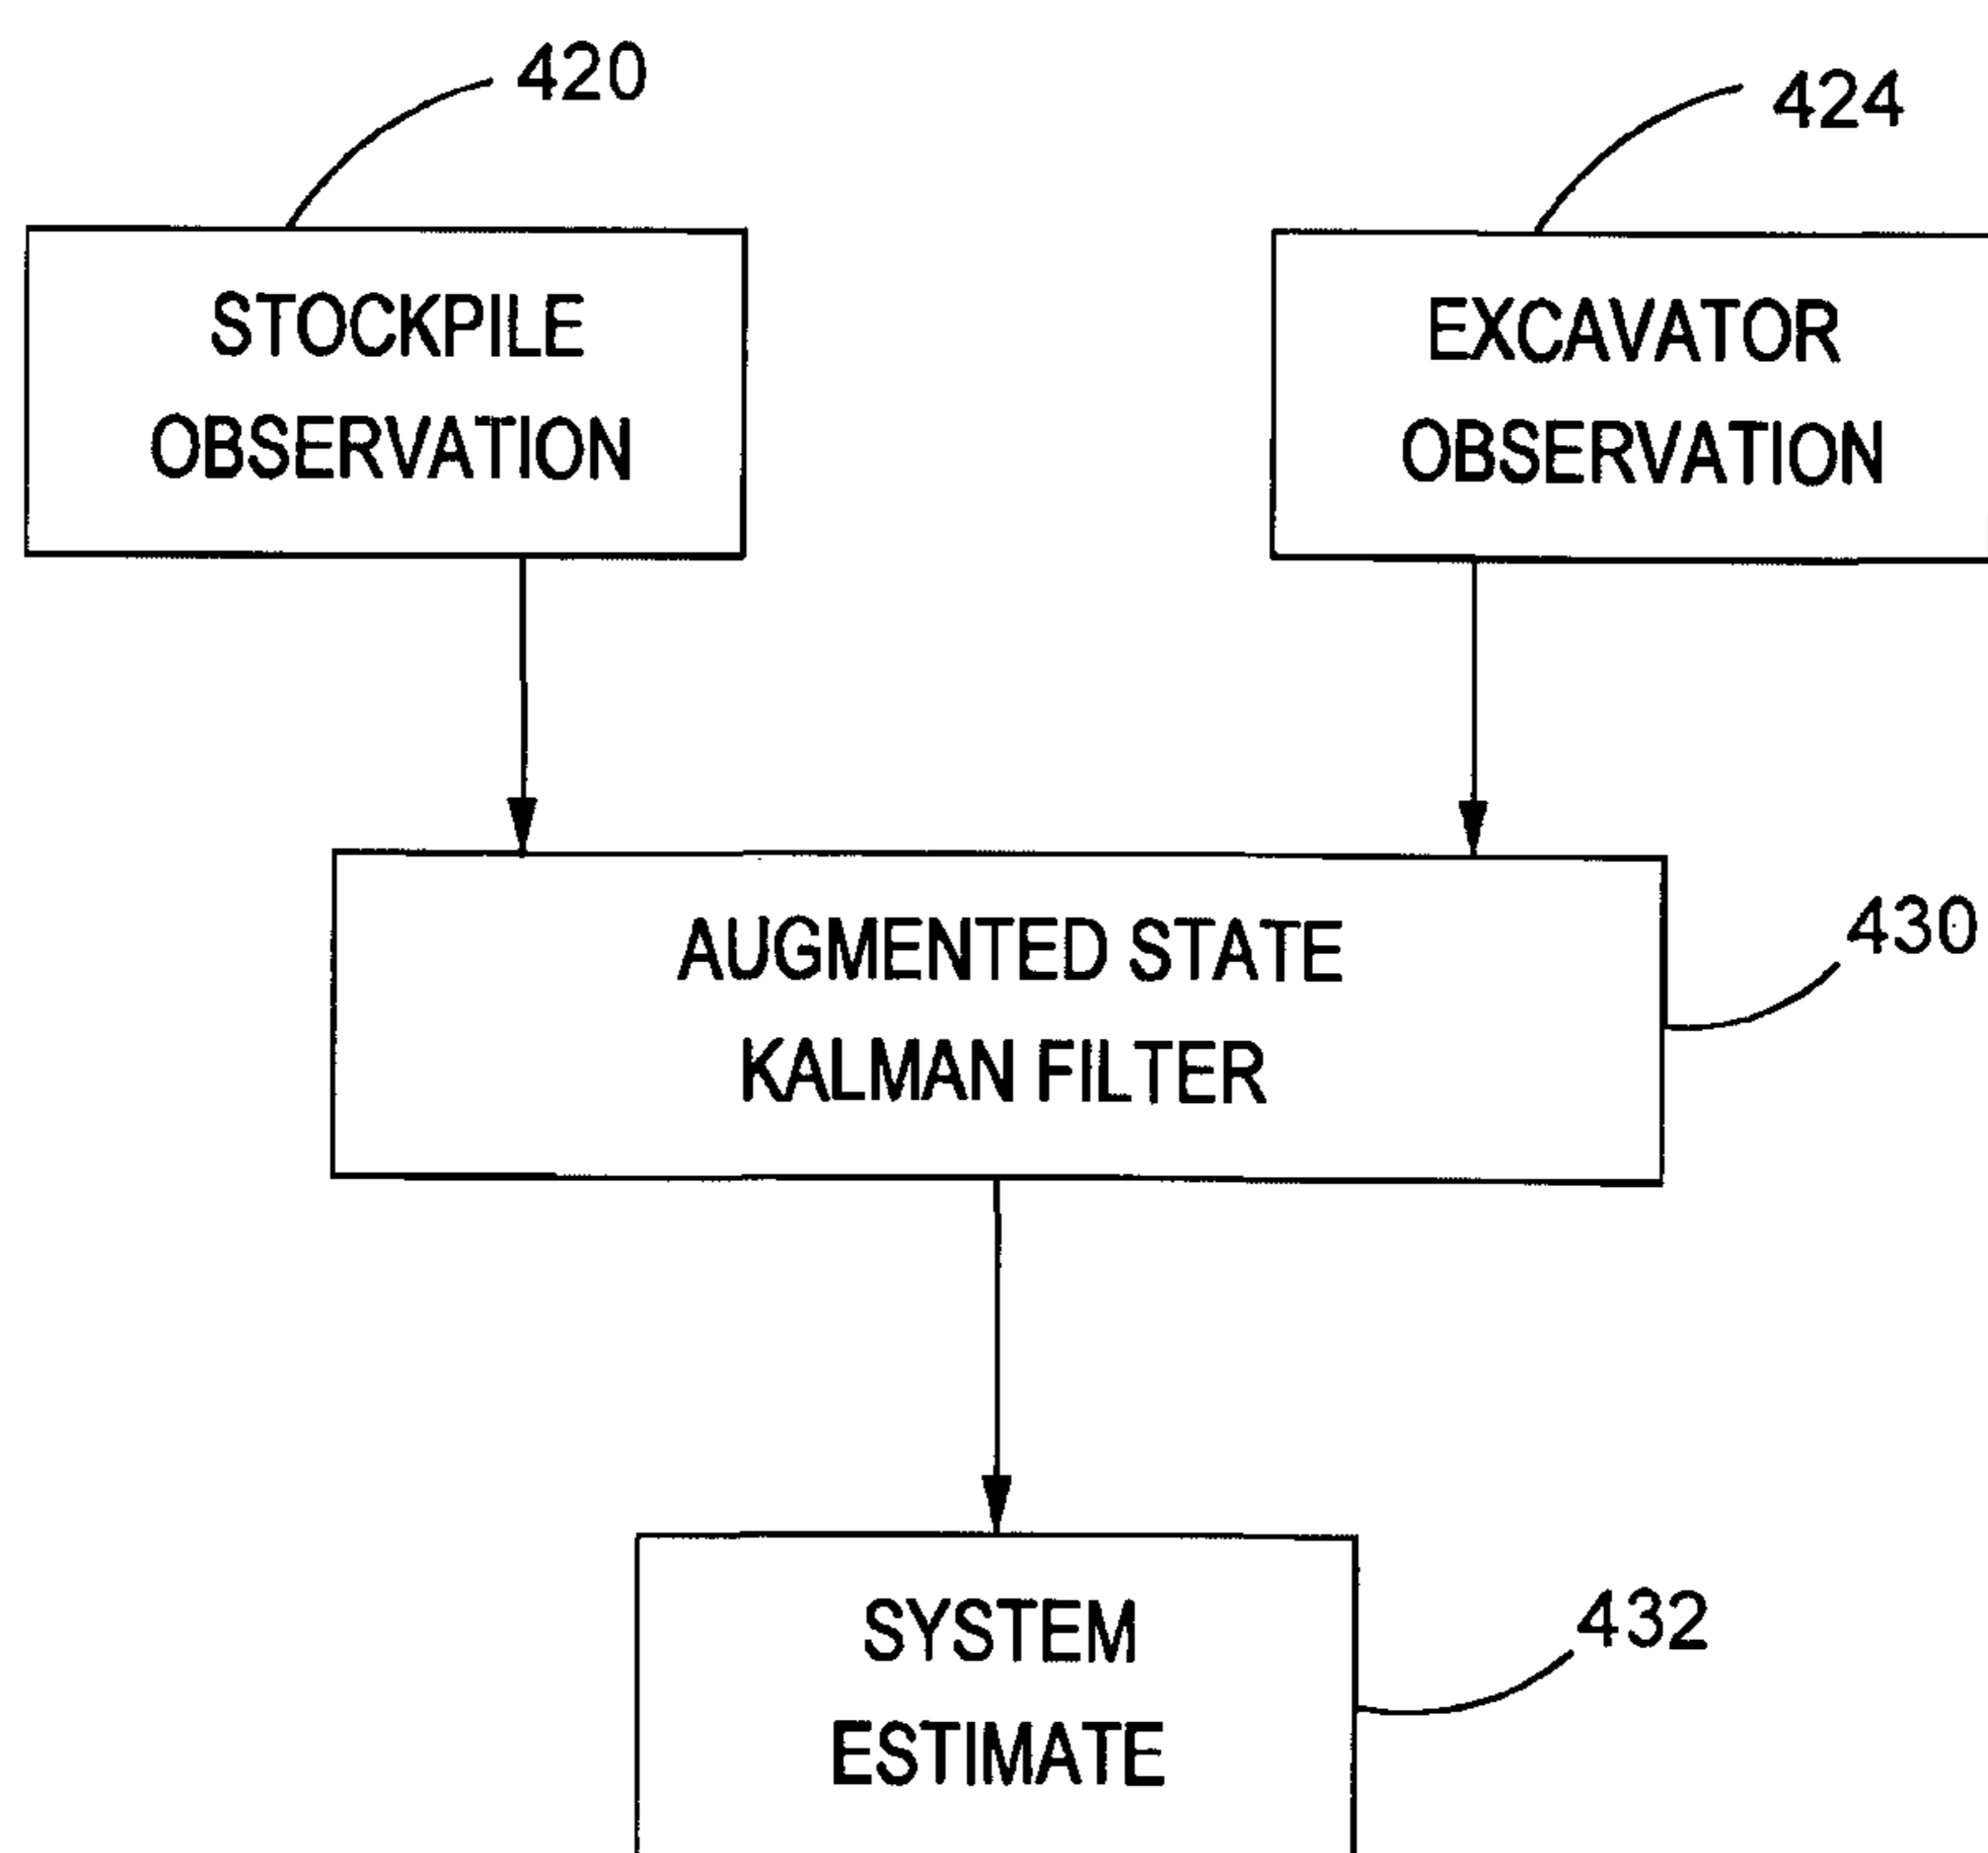 420
424
STOCKPILE
OBSERVATION
EXCAVATOR
OBSERVATION
AUGMENTED STATE
KALMAN FILTER
430
SYSTEM
ESTIMATE
432